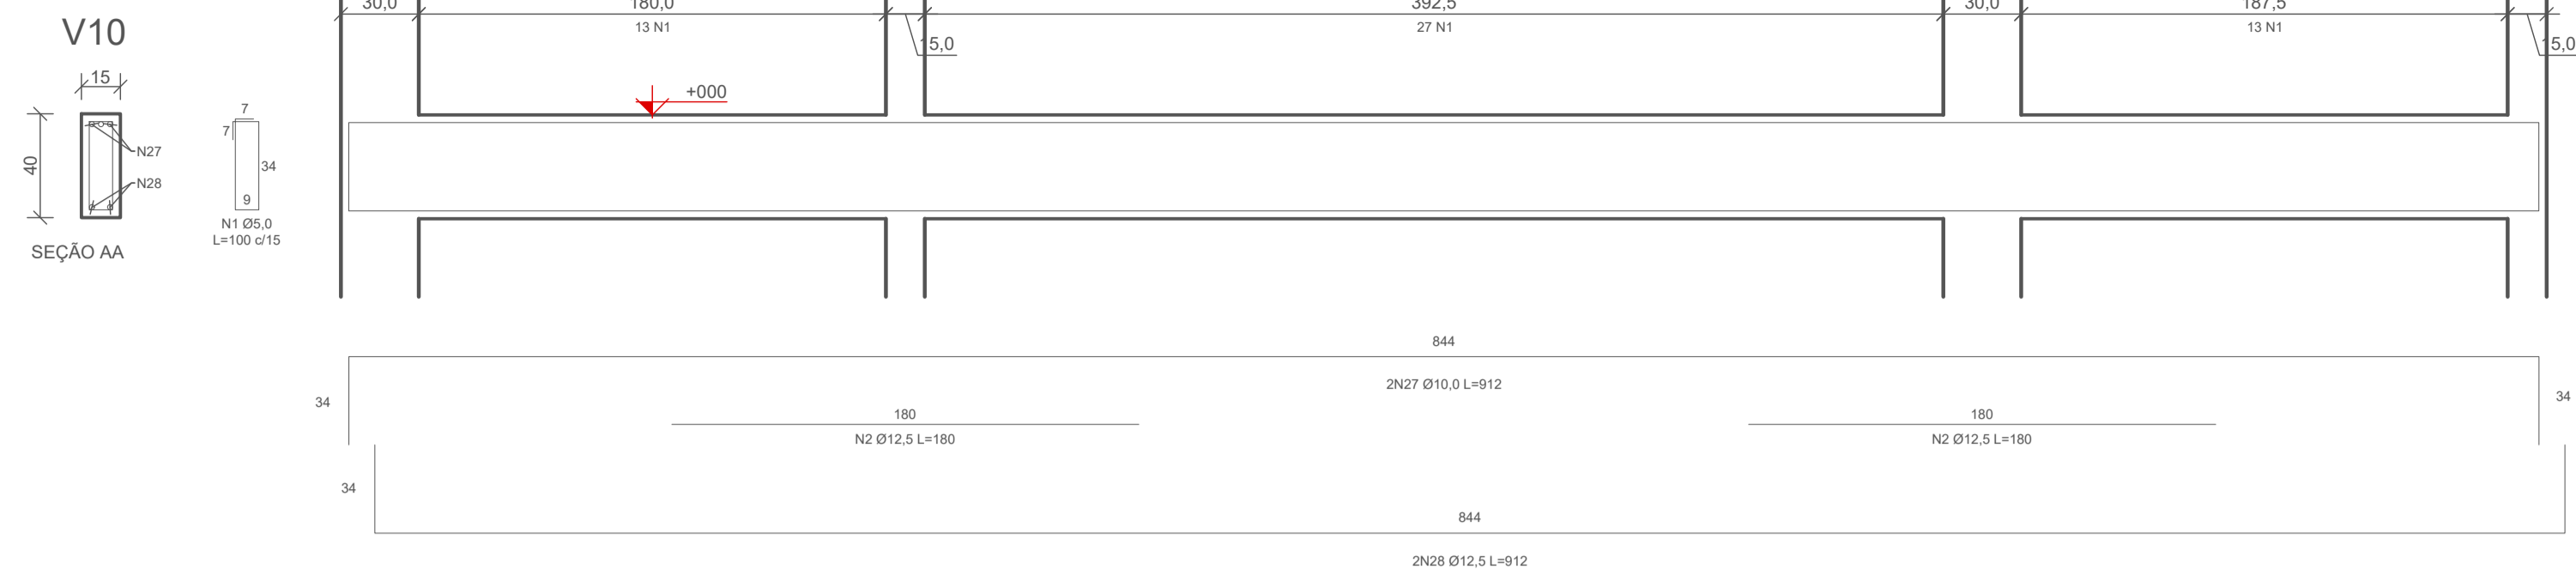 30,0
180,0
392,5
30,0
187,5
13 N1
27 N1
13 N1
V10
15,0
5,0
15
+000
7
7
40
N27
34
N28
9
N1 Ø5,0
L=100 c/15
SEÇÃO AA
844
2N27 Ø10,0 L=912
34
34
180
180
N2 Ø12,5 L=180
N2 Ø12,5 L=180
34
844
2N28 Ø12,5 L=912